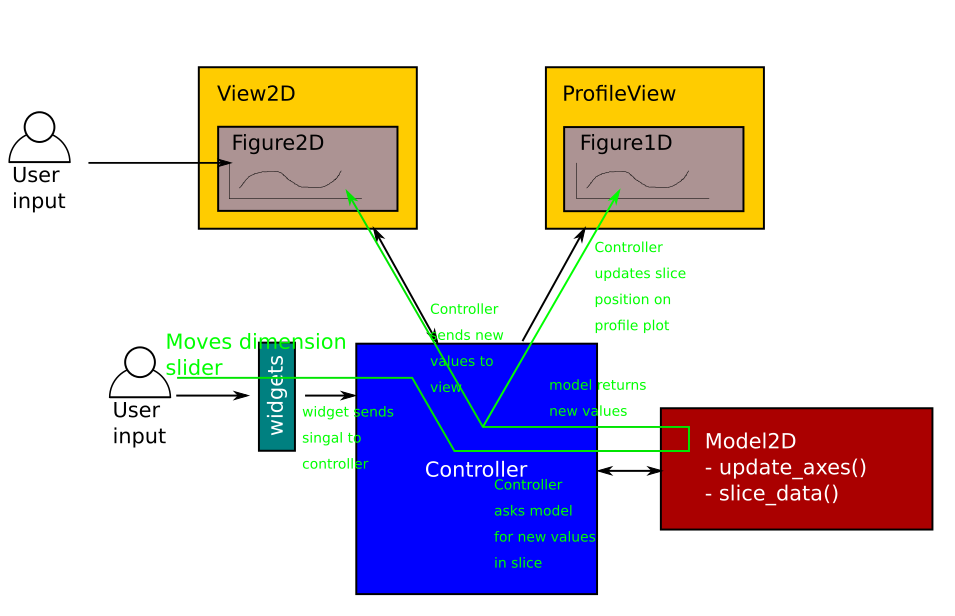 View2D
ProfileView
Figure2D
Figure1D
User
input
Controller
updates slice
position on
profile plot
Controller
sends new
values to
view
Moves dimension
slider
widgets
User
input
widget sends
singal to
controller
model returns
new values
Controller
Controller
asks model
for new values
in slice
Model2D
- update_axes()
- slice_data()